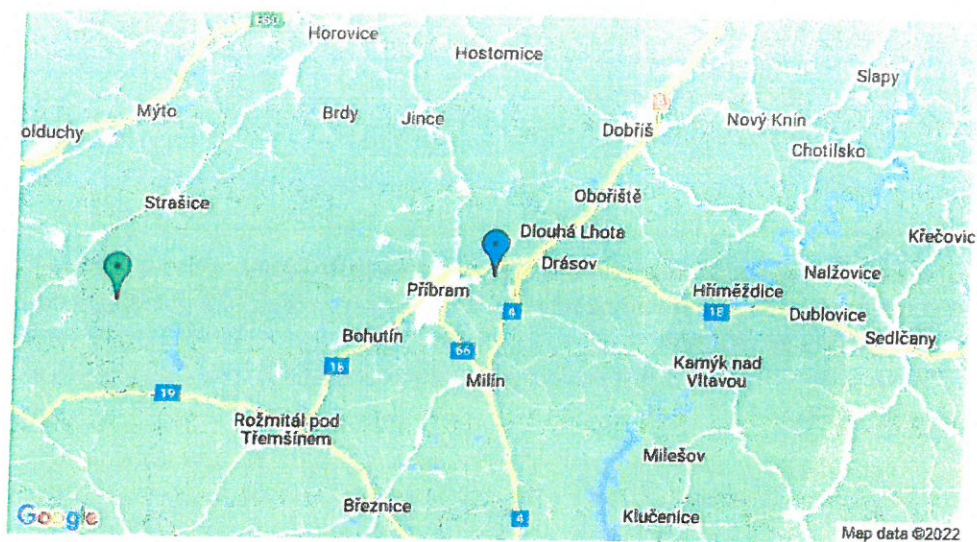 E50
Horovice
Hostomice
Slapy
Mýto
Brdy
Jince
Nový Knín
olduchy
Dobříš
Chotilsko
Strašice
Obořiště
Dlouhá Lhota
Křečovic
Drásov
Nalžovice
Příbram
Hříměždice
4
18
Dublovice
Bohutín
Sedlčany
66
18
Milín
Kamýk nad
Vltavou
19
Rožmitál pod
Třemšínem
Milešov
Březnice
4
Klučenice
Google
Map data ©2022